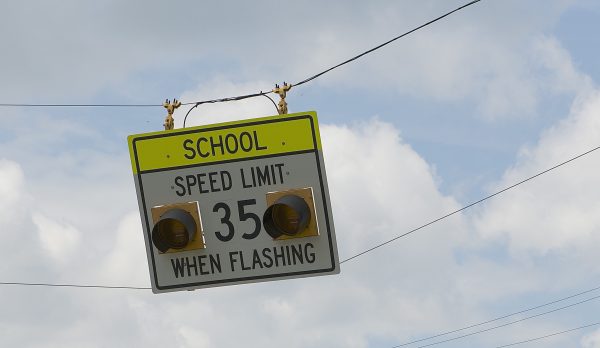 SCHOOL
SPEED LIMIT
35
WHEN FLASHING